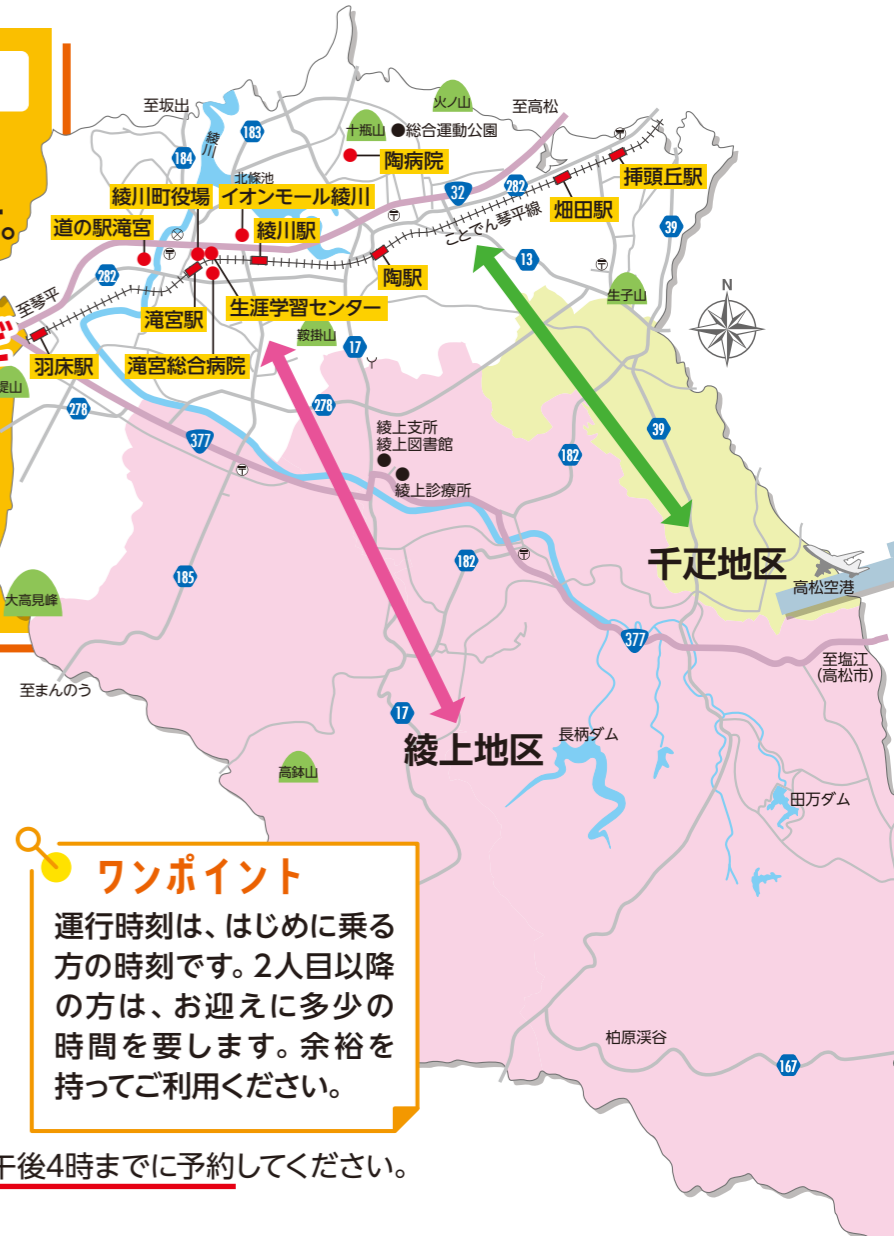 す。
至坂出
綾川
183
184
火ノ山
至高松
十瓶山
総合運動公園
陶病院
北條池
32
282
挿頭丘駅
畑田駅
綾川町役場
イオンモール綾川
道の駅滝宮
綾川駅
ことでん琴平線
39
13
陶駅
282
至琴平
生子山
N
滝宮駅
生涯学習センター
鞍掛山
17
羽床駅
滝宮総合病院
堤山
278
278
377
綾上支所
綾上図書館
綾上診療所
182
39
千疋地区
高松空港
182
185
大高見峰
377
至塩江
(高松市)
至まんのう
17
綾上地区
長柄ダム
高鉢山
田万ダム
ワンポイント
運行時刻は、はじめに乗る
方の時刻です。2人目以降
の方は、お迎えに多少の
時間を要します。余裕を
持ってご利用ください。
柏原渓谷
167
午後4時までに予約してください。